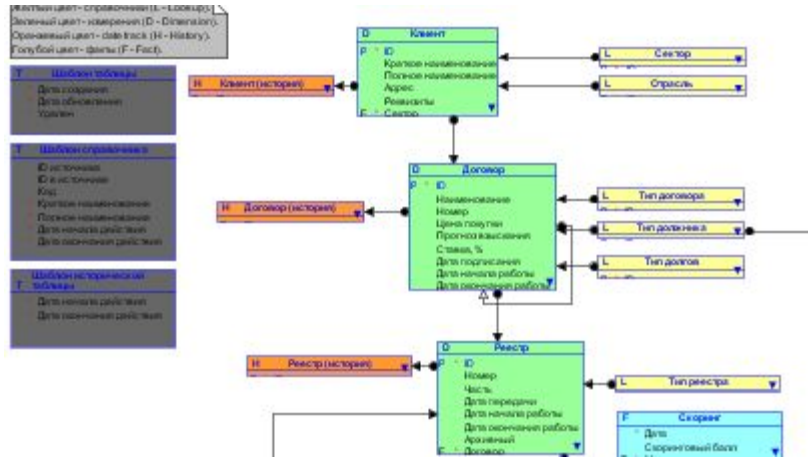 Желтый цвет - справочники (L - Lookup).
Зеленый цвет - измерения (D - Dimension).
Оранжевый цвет - date track (H - History).
Голубой цвет - факты (F - Fact).
T Шаблон таблицы
Дата создания
Дата обновления
Удален
T Шаблон справочника
ID источника
ID в источнике
Код
Краткое наименование
Полное наименование
Дата начала действия
Дата окончания действия
T Шаблон исторической таблицы
Дата начала действия
Дата окончания действия
D Клиент
P * ID
Краткое наименование
Полное наименование
Адрес
Реквизиты
F Сектор
H Клиент (история)
L Сектор
L Отрасль
D Договор
P * ID
Наименование
Номер
Цена покупки
Прогноз взыскания
Ставка, %
Дата подписания
Дата начала работы
Дата окончания работы
H Договор (история)
L Тип договора
L Тип должника
L Тип долгов
D Реестр
P * ID
Номер
Часть
Дата передачи
Дата начала работы
Дата окончания работы
Архивный
F Договор
H Реестр (история)
L Тип реестра
F Скоринг
* Дата
Скоринговый балл